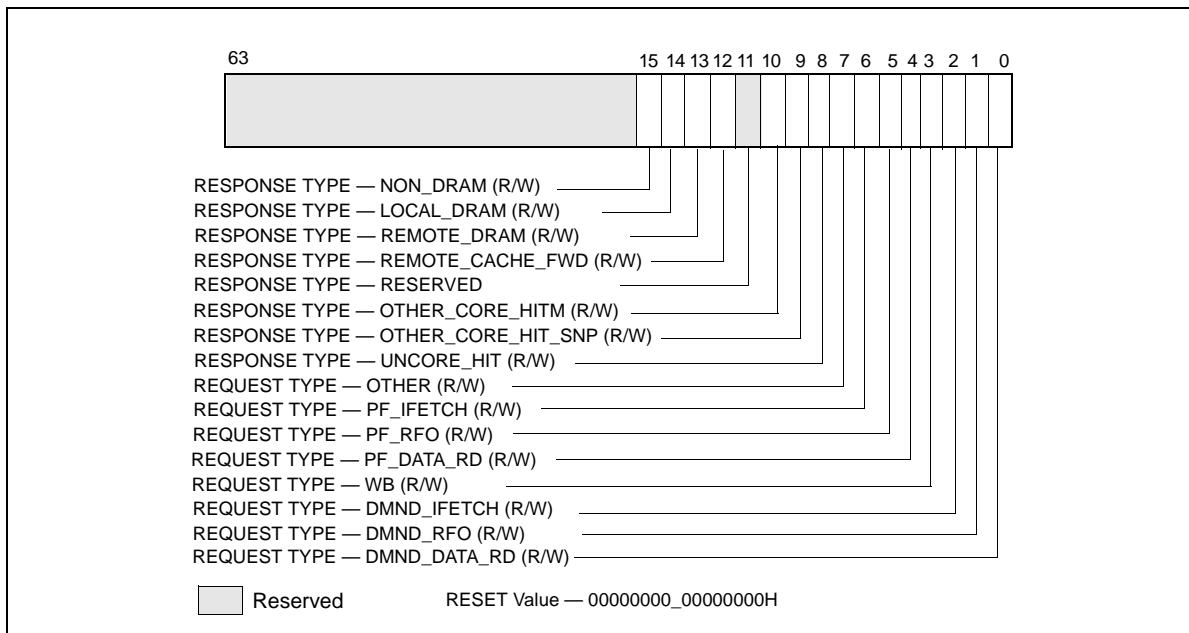 63 15 14 13 12 11 10 9 8 7 6 5 4 3 2 1 0
RESPONSE TYPE — NON_DRAM (R/W)
RESPONSE TYPE — LOCAL_DRAM (R/W)
RESPONSE TYPE — REMOTE_DRAM (R/W)
RESPONSE TYPE — REMOTE_CACHE_FWD (R/W)
RESPONSE TYPE — RESERVED
RESPONSE TYPE — OTHER_CORE_HITM (R/W)
RESPONSE TYPE — OTHER_CORE_HIT_SNP (R/W)
RESPONSE TYPE — UNCORE_HIT (R/W)
REQUEST TYPE — OTHER (R/W)
REQUEST TYPE — PF_IFETCH (R/W)
REQUEST TYPE — PF_RFO (R/W)
REQUEST TYPE — PF_DATA_RD (R/W)
REQUEST TYPE — WB (R/W)
REQUEST TYPE — DMND_IFETCH (R/W)
REQUEST TYPE — DMND_RFO (R/W)
REQUEST TYPE — DMND_DATA_RD (R/W)
Reserved RESET Value — 00000000_00000000H